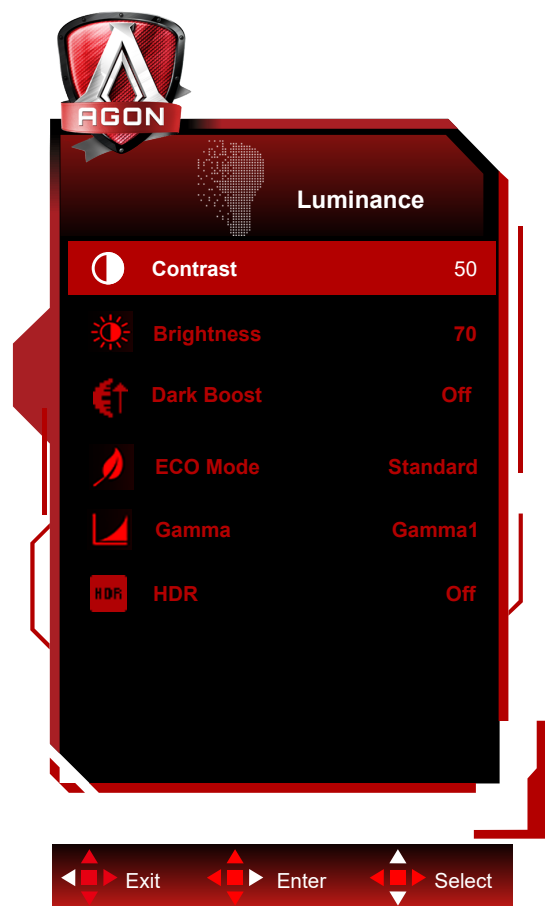 AGON
Luminance
Contrast 50
Brightness 70
Dark Boost Off
ECO Mode Standard
Gamma Gamma1
HDR HDR Off
Exit Enter Select